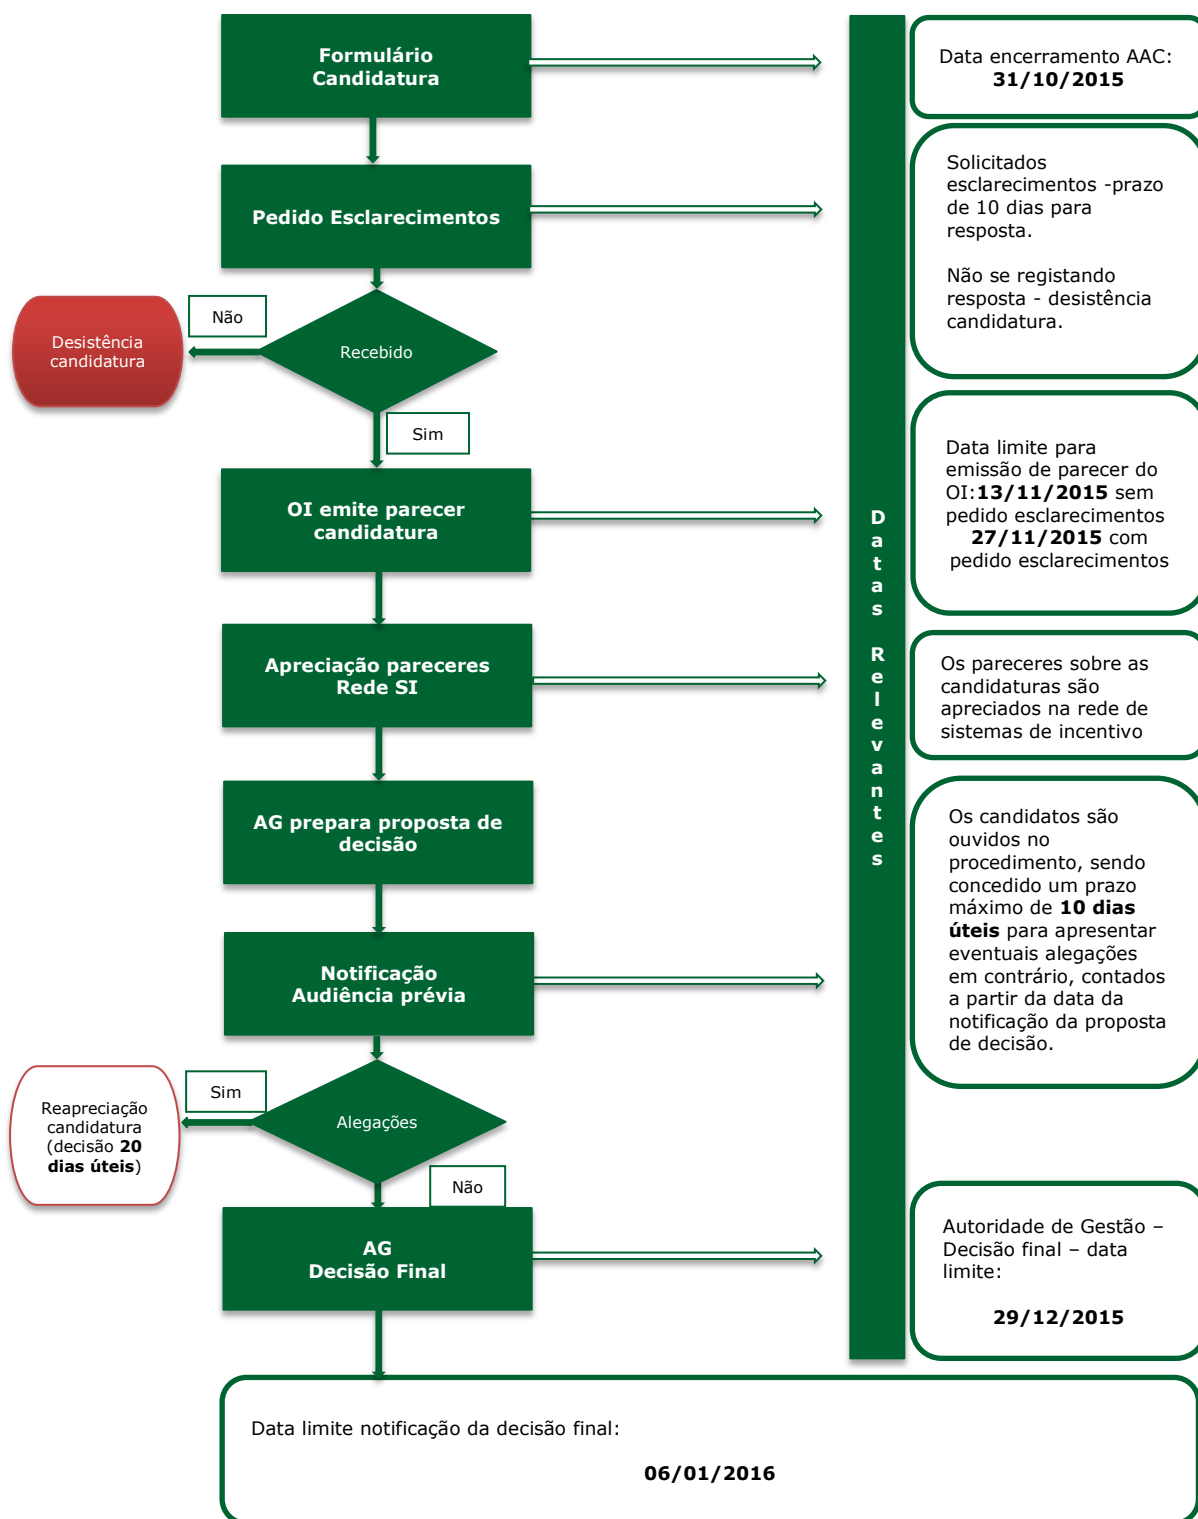 Formulário
Candidatura
Data encerramento AAC:
31/10/2015
Pedido Esclarecimentos
Solicitados
esclarecimentos -prazo
de 10 dias para
resposta.
Não se registando
resposta - desistência
candidatura.
Não
Desistência
candidatura
Recebido
Sim
OI emite parecer
candidatura
Data limite para
emissão de parecer do
OI:13/11/2015 sem
pedido esclarecimentos
27/11/2015 com
pedido esclarecimentos
Datas Relevantes
Apreciação pareceres
Rede SI
Os pareceres sobre as
candidaturas são
apreciados na rede de
sistemas de incentivo
AG prepara proposta de
decisão
Notificação
Audiência prévia
Os candidatos são
ouvidos no
procedimento, sendo
concedido um prazo
máximo de 10 dias
úteis para apresentar
eventuais alegações
em contrário, contados
a partir da data da
notificação da proposta
de decisão.
Sim
Reapreciação
candidatura
(decisão 20
dias úteis)
Alegações
Não
AG
Decisão Final
Autoridade de Gestão –
Decisão final – data
limite:
29/12/2015
Data limite notificação da decisão final:
06/01/2016